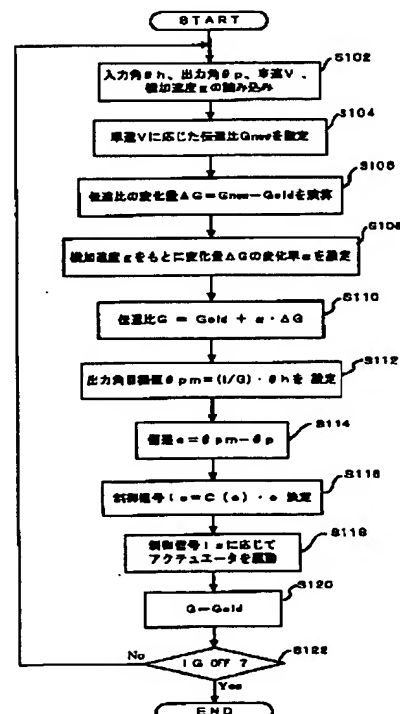 START
S102
入力角θh、出力角θp、車速V、
横加速度gの読み込み
S104
車速Vに応じた伝達比Gnewを設定
S106
伝達比の変化量ΔG=Gnew-Goldを演算
S108
横加速度gをもとに変化量ΔGの変化率αを設定
S110
伝達比G = Gold + α・ΔG
S112
出力角目標値θpm=(1/G)・θhを 設定
S114
偏差e=θpm-θp
S116
制御信号Is=C(s)・e 決定
S118
制御信号Isに応じて
アクチュエータを駆動
S120
G→Gold
S122
IG OFF ?
No
Yes
END